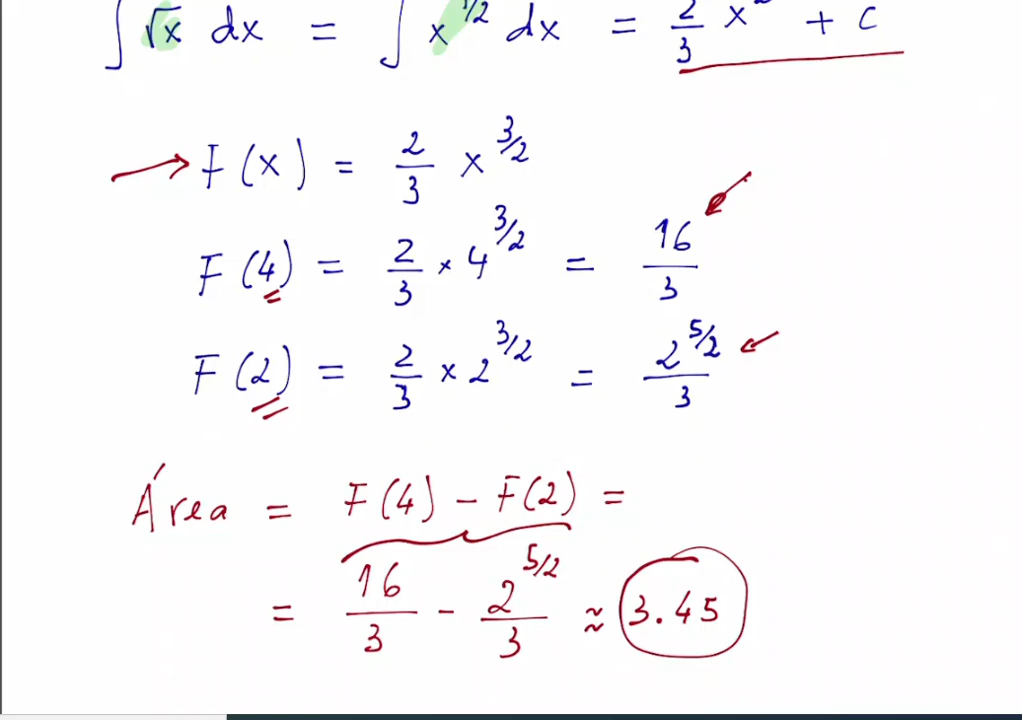 ∫ √x dx = ∫ x^1/2 dx = 2/3 x + C
F(x) = 2/3 x^3/2
F(4) = 2/3 × 4^3/2 = 16/3
F(2) = 2/3 × 2^3/2 = 2^5/2 / 3
Área = F(4) - F(2) =
= 16/3 - 2^5/2 / 3 ≈ 3.45